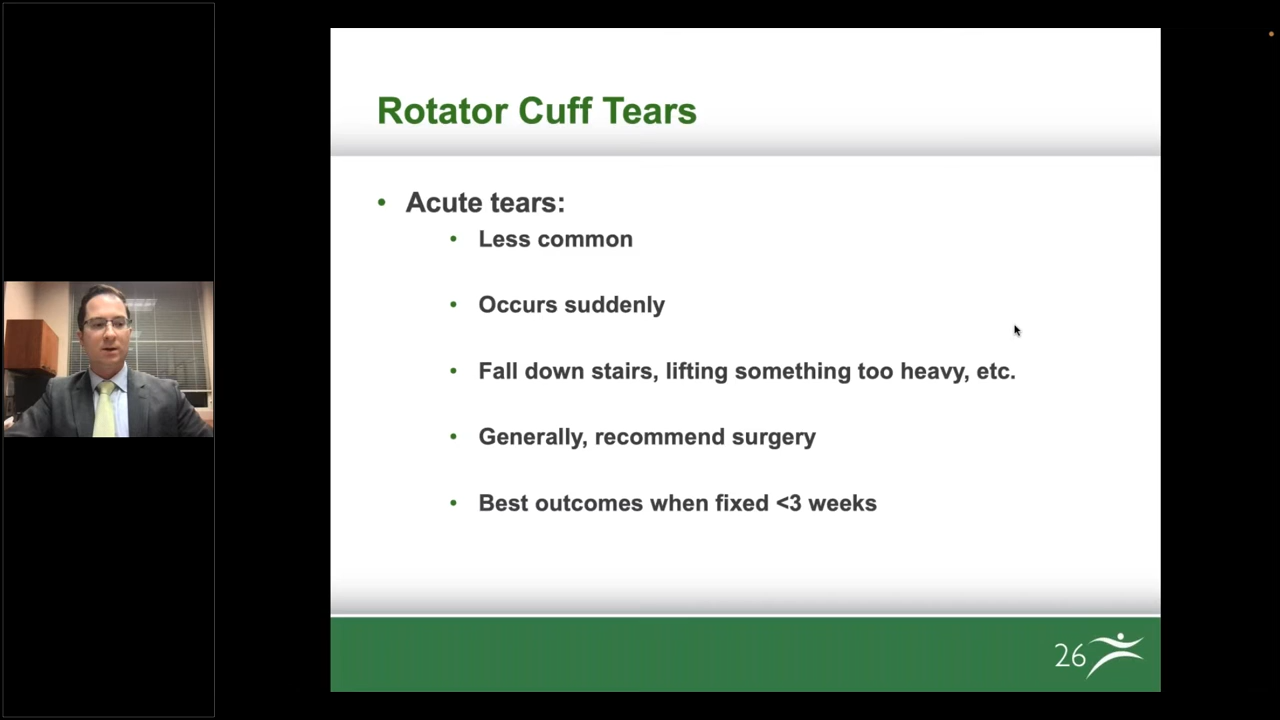 Rotator Cuff Tears
• Acute tears:
• Less common
• Occurs suddenly
• Fall down stairs, lifting something too heavy, etc.
• Generally, recommend surgery
• Best outcomes when fixed <3 weeks
26